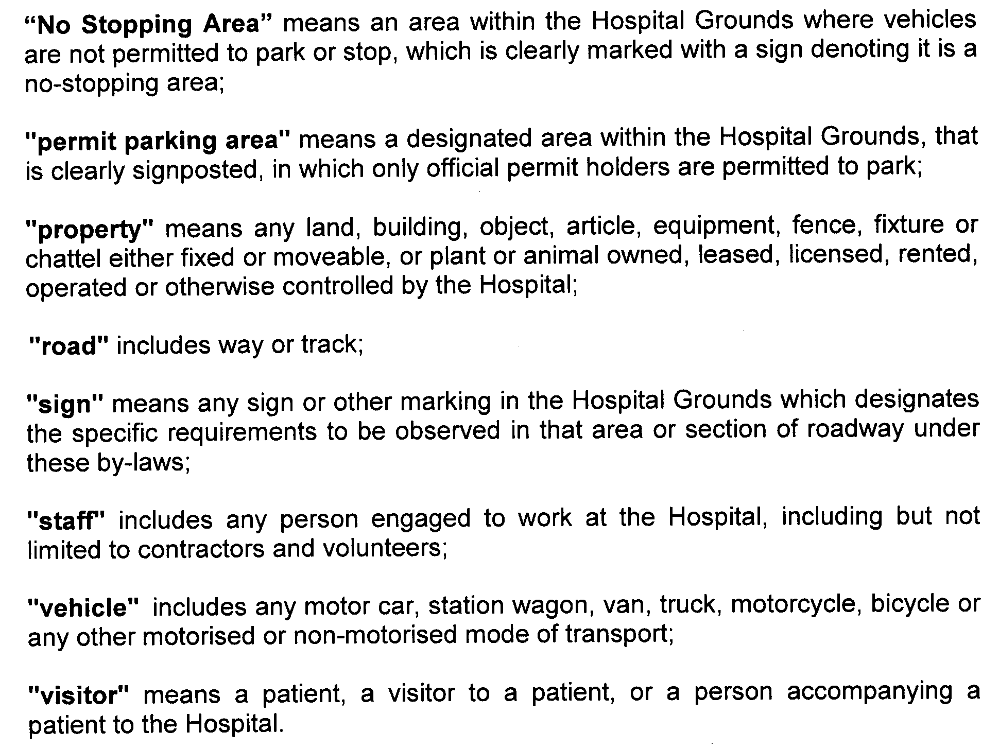 “No Stopping Area” means an area within the Hospital Grounds where vehicles
are not permitted to park or stop, which is clearly marked with a sign denoting it is a
no-stopping area;
"permit parking area" means a designated area within the Hospital Grounds, that
is clearly signposted, in which only official permit holders are permitted to park;
"property" means any land, building, object, article, equipment, fence, fixture or
chattel either fixed or moveable, or plant or animal owned, leased, licensed, rented,
operated or otherwise controlled by the Hospital;
"road" includes way or track;
"sign" means any sign or other marking in the Hospital Grounds which designates
the specific requirements to be observed in that area or section of roadway under
these by-laws;
"staff" includes any person engaged to work at the Hospital, including but not
limited to contractors and volunteers;
"vehicle" includes any motor car, station wagon, van, truck, motorcycle, bicycle or
any other motorised or non-motorised mode of transport;
"visitor" means a patient, a visitor to a patient, or a person accompanying a
patient to the Hospital.